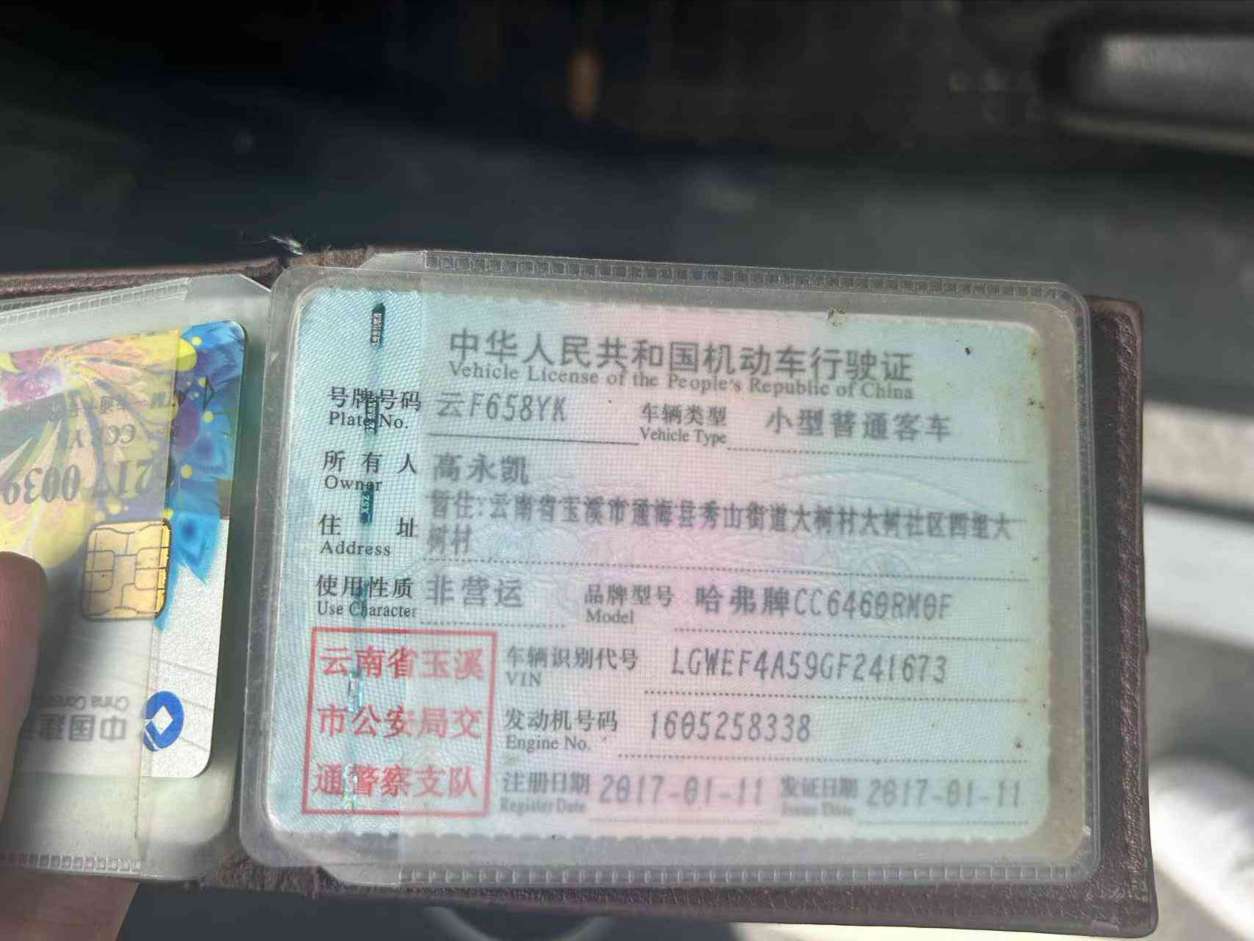 中华人民共和国机动车行驶证
Vehicle License of the People's Republic of China
号牌号码 云F658YK 车辆类型 小型普通客车
Plate No. Vehicle Type
所有人 高永凯
Owner
住址 暂住:云南省玉溪市通海县秀山街道大树村大树社区四组大
Address 树村
使用性质 非营运 品牌型号 哈弗牌CC6460RM0F
Use Character Model
云南省玉溪
市公安局交
通警察支队
车辆识别代号 LGWEF4A59GF241673
VIN
发动机号码 1605258338
Engine No.
注册日期 2017-01-11 发证日期 2017-01-11
Register Date Issue Date
中国建
China Cons